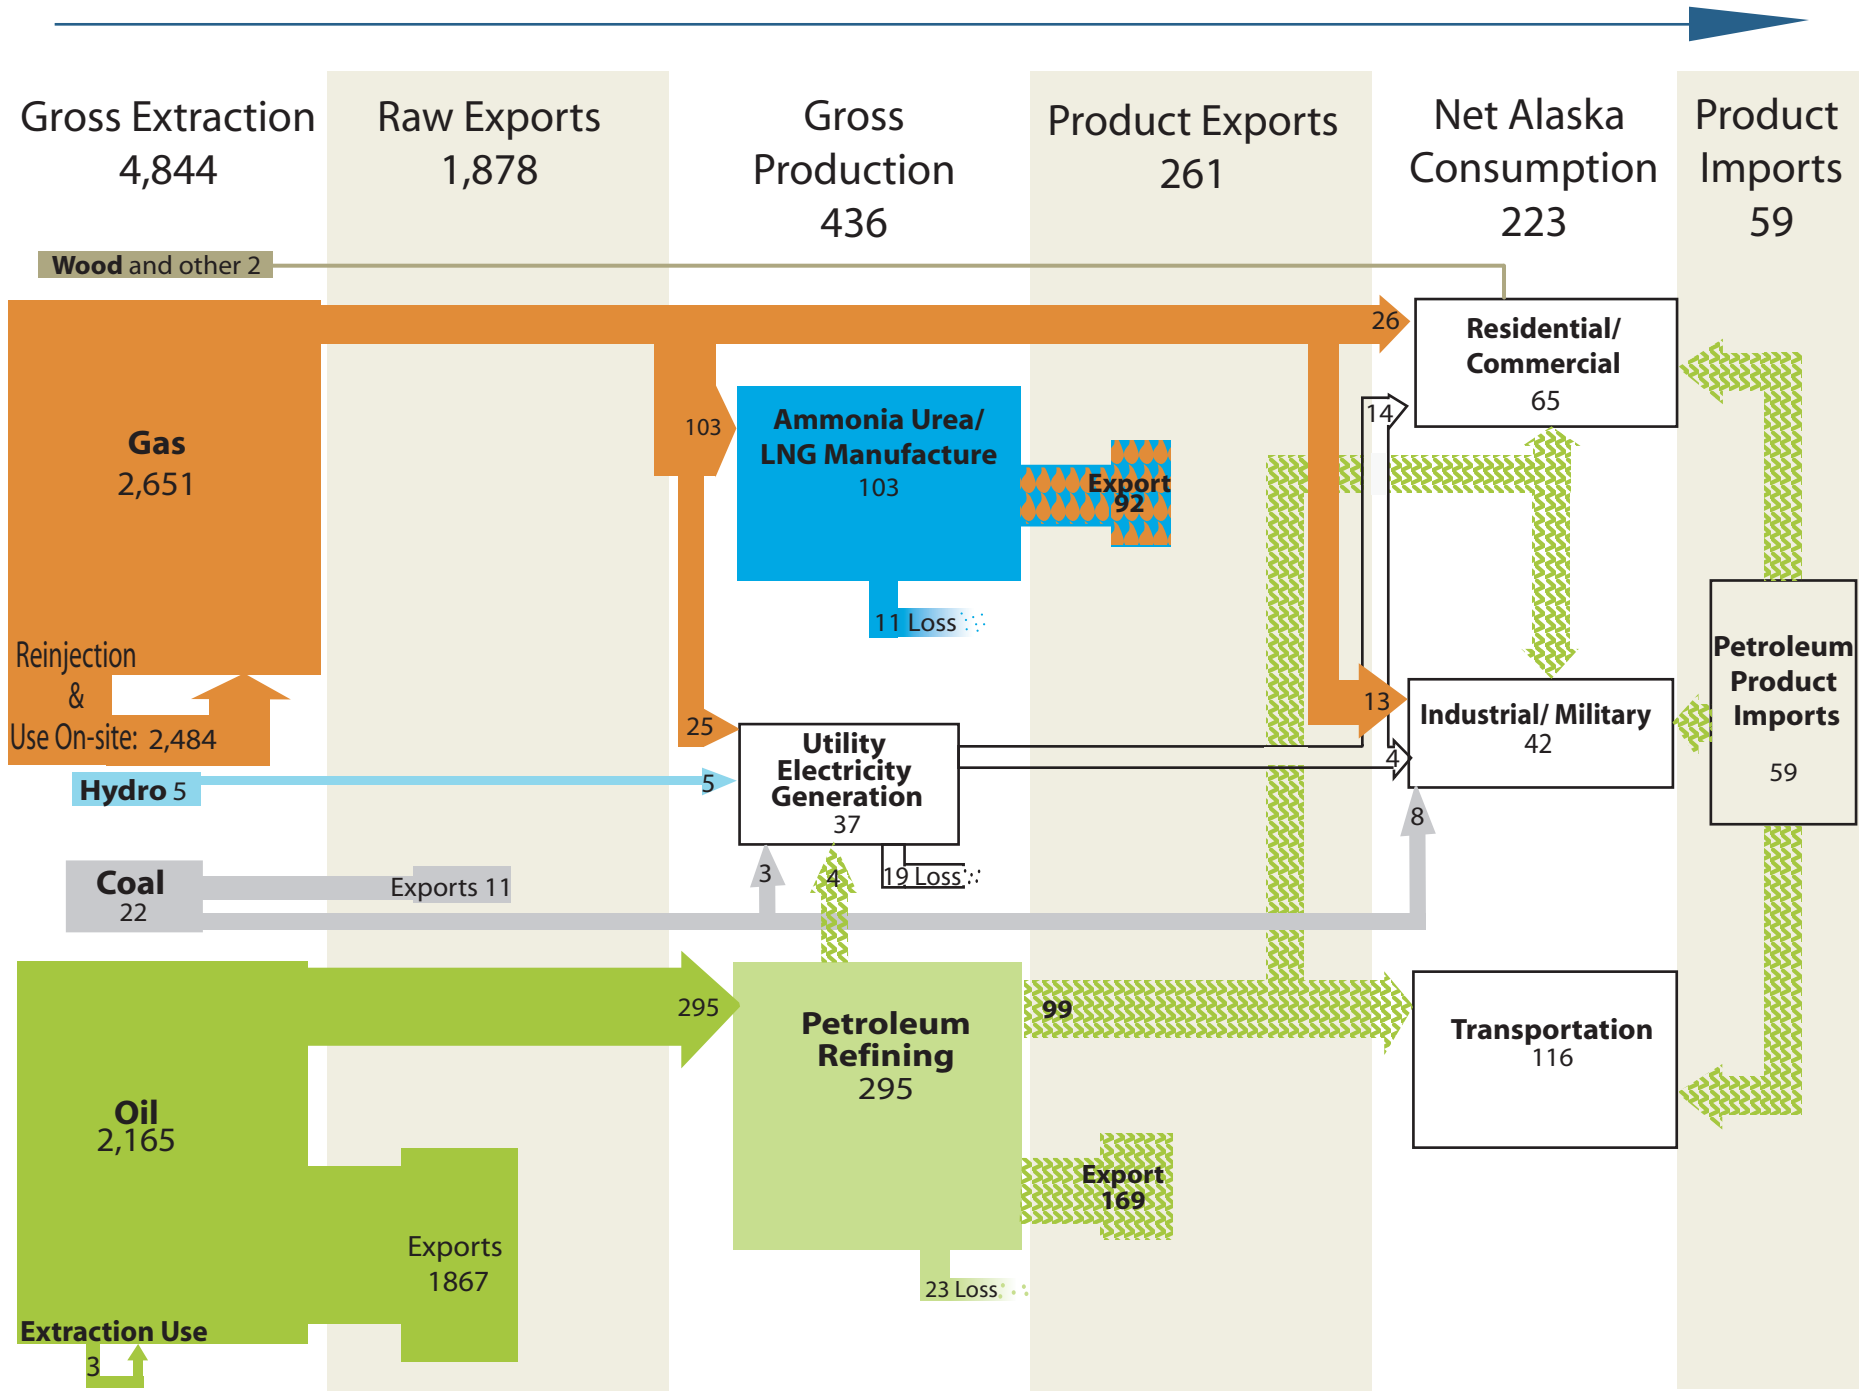 Gross Extraction
4,844
Raw Exports
1,878
Gross
Production
436
Product Exports
261
Net Alaska
Consumption
223
Product
Imports
59
Wood and other 2
Gas
2,651
Reinjection
&
Use On-site: 2,484
26
103
25
13
Ammonia Urea/
LNG Manufacture
103
Export
92
11 Loss
Residential/
Commercial
65
14
Hydro 5
5
Utility
Electricity
Generation
37
19 Loss
4
Industrial/ Military
42
Petroleum
Product
Imports
59
Coal
22
Exports 11
3
4
8
Oil
2,165
295
Petroleum
Refining
295
99
Transportation
116
Export
169
Exports
1867
23 Loss
Extraction Use
3